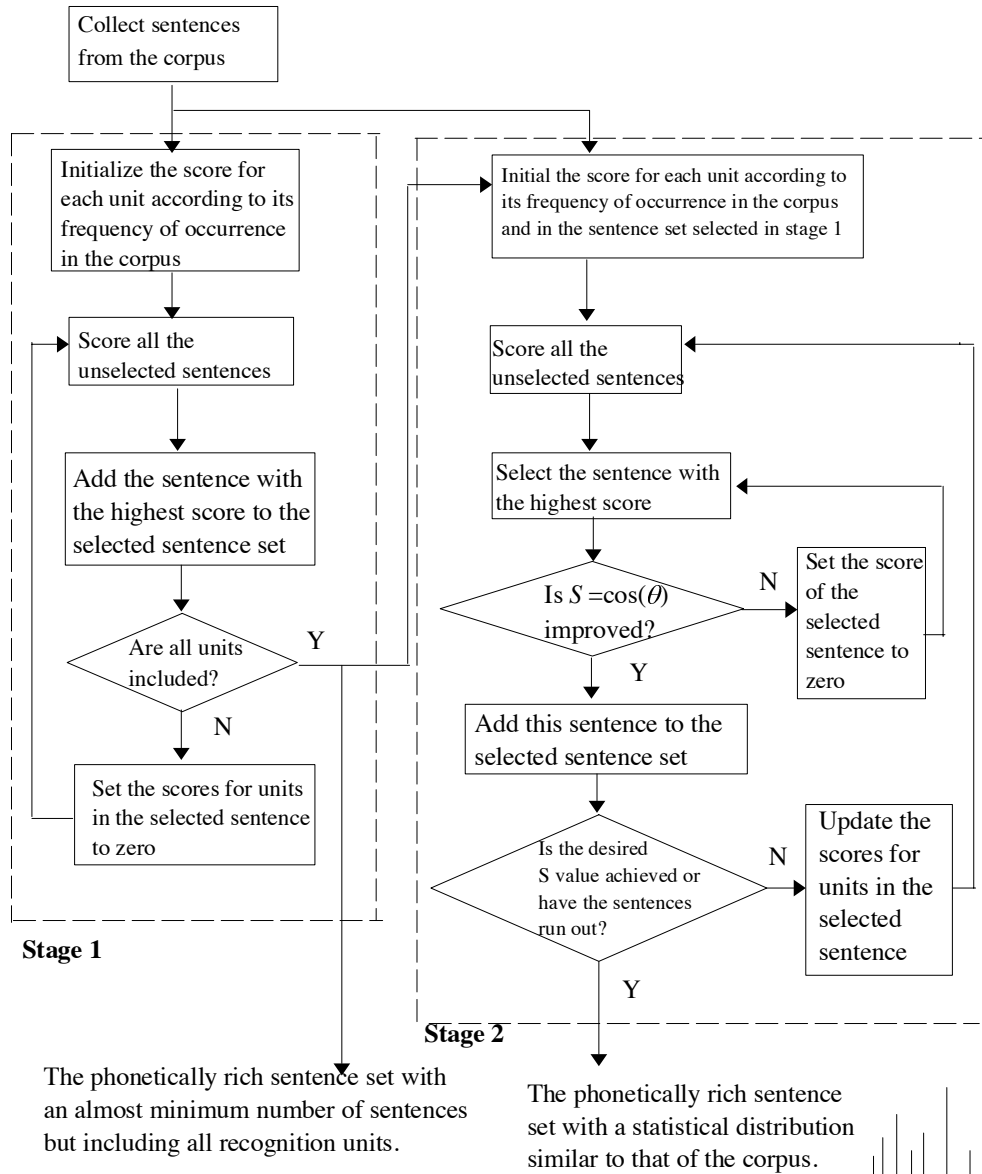 Collect sentences
from the corpus
Initialize the score for
each unit according to its
frequency of occurrence
in the corpus
Score all the
unselected sentences
Add the sentence with
the highest score to the
selected sentence set
Are all units
included?
Y
N
Set the scores for units
in the selected sentence
to zero
Stage 1
The phonetically rich sentence set with
an almost minimum number of sentences
but including all recognition units.
Initial the score for each unit according to
its frequency of occurrence in the corpus
and in the sentence set selected in stage 1
Score all the
unselected sentences
Select the sentence with
the highest score
Is S =cos(θ)
improved?
N
Set the score
of the
selected
sentence to
zero
Y
Add this sentence to the
selected sentence set
Is the desired
S value achieved or
have the sentences
run out?
N
Update the
scores for
units in the
selected
sentence
Y
Stage 2
The phonetically rich sentence
set with a statistical distribution
similar to that of the corpus.